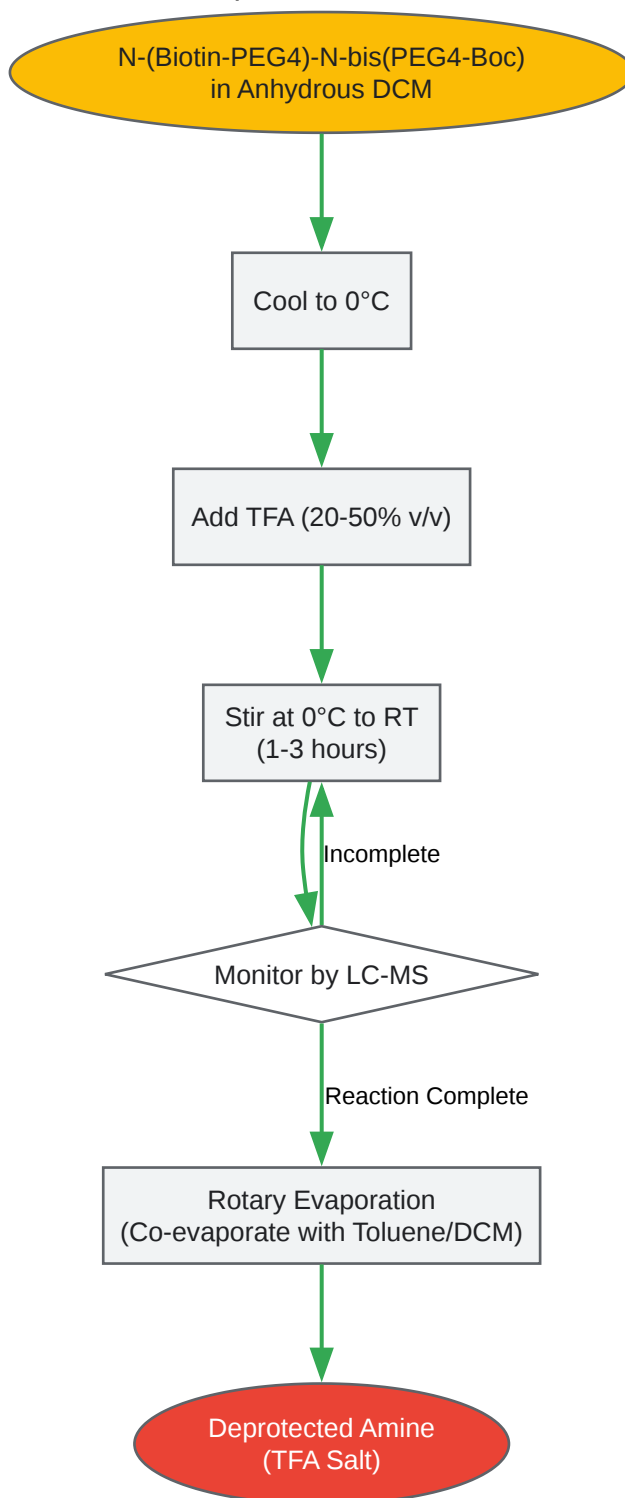 N-(Biotin-PEG4)-N-bis(PEG4-Boc)
in Anhydrous DCM
Cool to 0°C
Add TFA (20-50% v/v)
Stir at 0°C to RT
(1-3 hours)
Incomplete
Monitor by LC-MS
Reaction Complete
Rotary Evaporation
(Co-evaporate with Toluene/DCM)
Deprotected Amine
(TFA Salt)